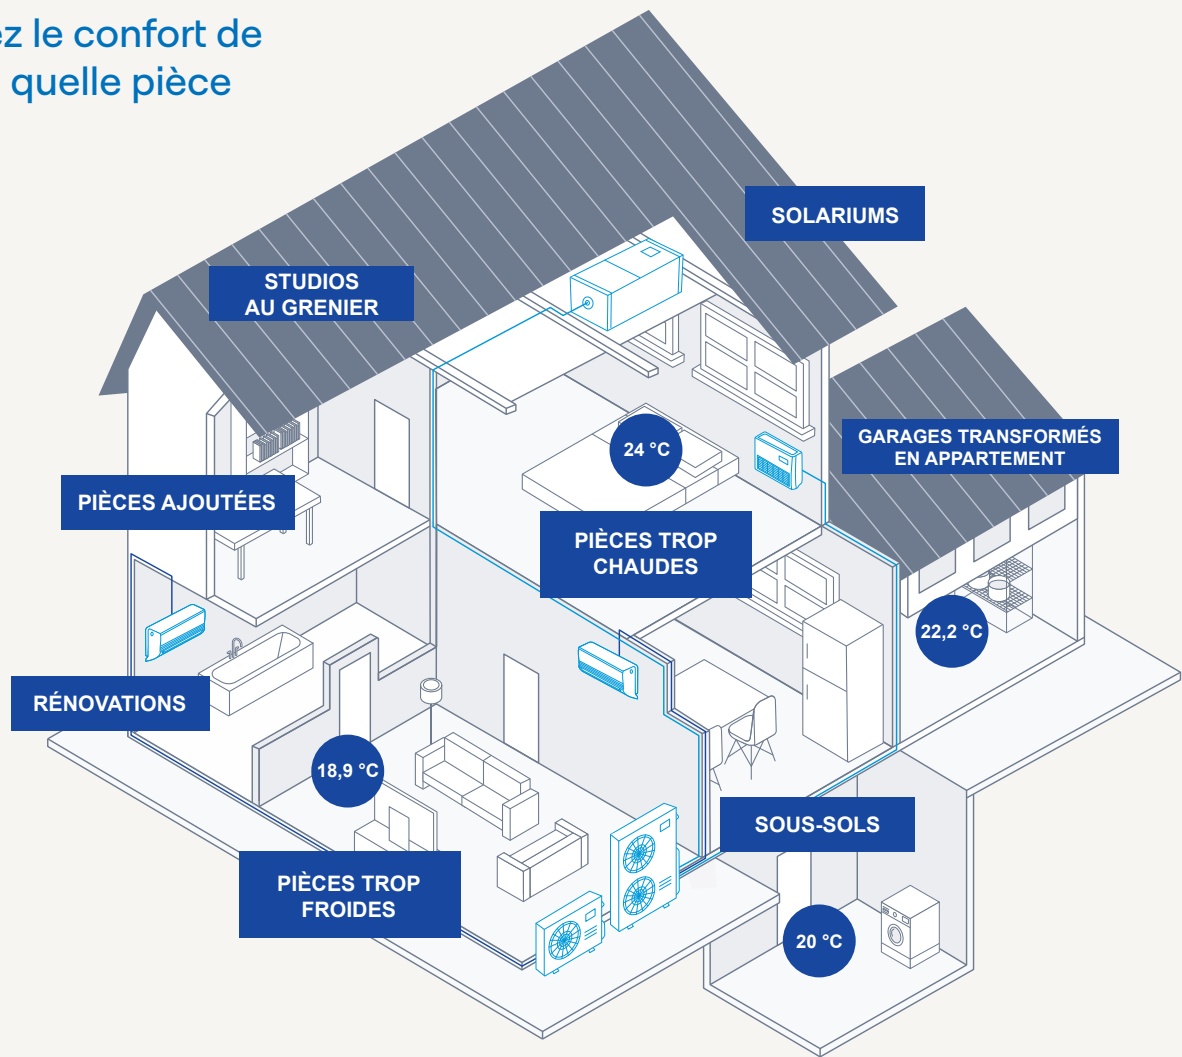 ez le confort de
quelle pièce
SOLARIUMS
STUDIOS
AU GRENIER
GARAGES TRANSFORMÉS
EN APPARTEMENT
24 °C
PIÈCES AJOUTÉES
PIÈCES TROP
CHAUDES
22,2 °C
RÉNOVATIONS
18,9 °C
SOUS-SOLS
PIÈCES TROP
FROIDES
20 °C